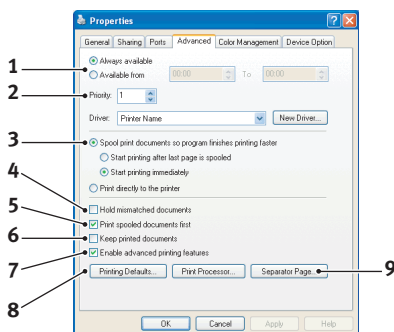 Properties
General Sharing Ports Advanced Color Management Device Option
1 Always available
Available from 00:00 To 00:00
2 Priority: 1
Driver: Printer Name New Driver...
3 Spool print documents so program finishes printing faster
Start printing after last page is spooled
Start printing immediately
Print directly to the printer
4 Hold mismatched documents
5 Print spooled documents first
6 Keep printed documents
7 Enable advanced printing features
8 Printing Defaults... Print Processor... Separator Page... 9
OK Cancel Apply Help